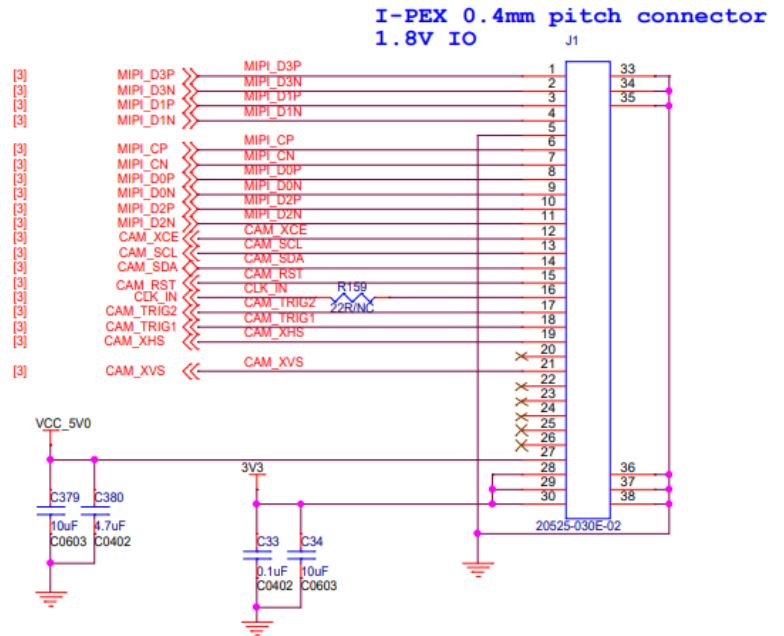 I-PEX 0.4mm pitch connector
1.8V IO
J1
[3] MIPI_D3P MIPI_D3P 1 33
[3] MIPI_D3N MIPI_D3N 2 34
[3] MIPI_D1P MIPI_D1P 3 35
[3] MIPI_D1N MIPI_D1N 4
5
[3] MIPI_CP MIPI_CP 6
[3] MIPI_CN MIPI_CN 7
[3] MIPI_D0P MIPI_D0P 8
[3] MIPI_D0N MIPI_D0N 9
[3] MIPI_D2P MIPI_D2P 10
[3] MIPI_D2N MIPI_D2N 11
[3] CAM_XCE CAM_XCE 12
[3] CAM_SCL CAM_SCL 13
[3] CAM_SDA CAM_SDA 14
[3] CAM_RST CAM_RST 15
[3] CLK_IN CLK_IN R159 16
22R/NC
[3] CAM_TRIG2 CAM_TRIG2 17
[3] CAM_TRIG1 CAM_TRIG1 18
[3] CAM_XHS CAM_XHS 19
20
[3] CAM_XVS CAM_XVS 21
22
23
24
25
26
VCC_5V0 27
3V3 28 36
29 37
30 38
20525-030E-02
C379 C380
10uF 4.7uF
C0603 C0402
C33 C34
0.1uF 10uF
C0402 C0603